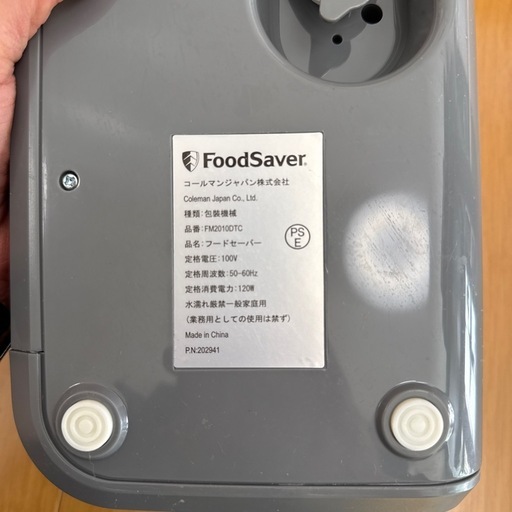 FoodSaver®
コールマンジャパン株式会社
Coleman Japan Co., Ltd.
種類: 包装機械
品番: FM2010DTC
品名: フードセーバー
定格電圧: 100V
定格周波数: 50-60Hz
定格消費電力: 120W
水濡れ厳禁一般家庭用
(業務用としての使用は禁ず)
Made in China
P.N:202941
PS
E